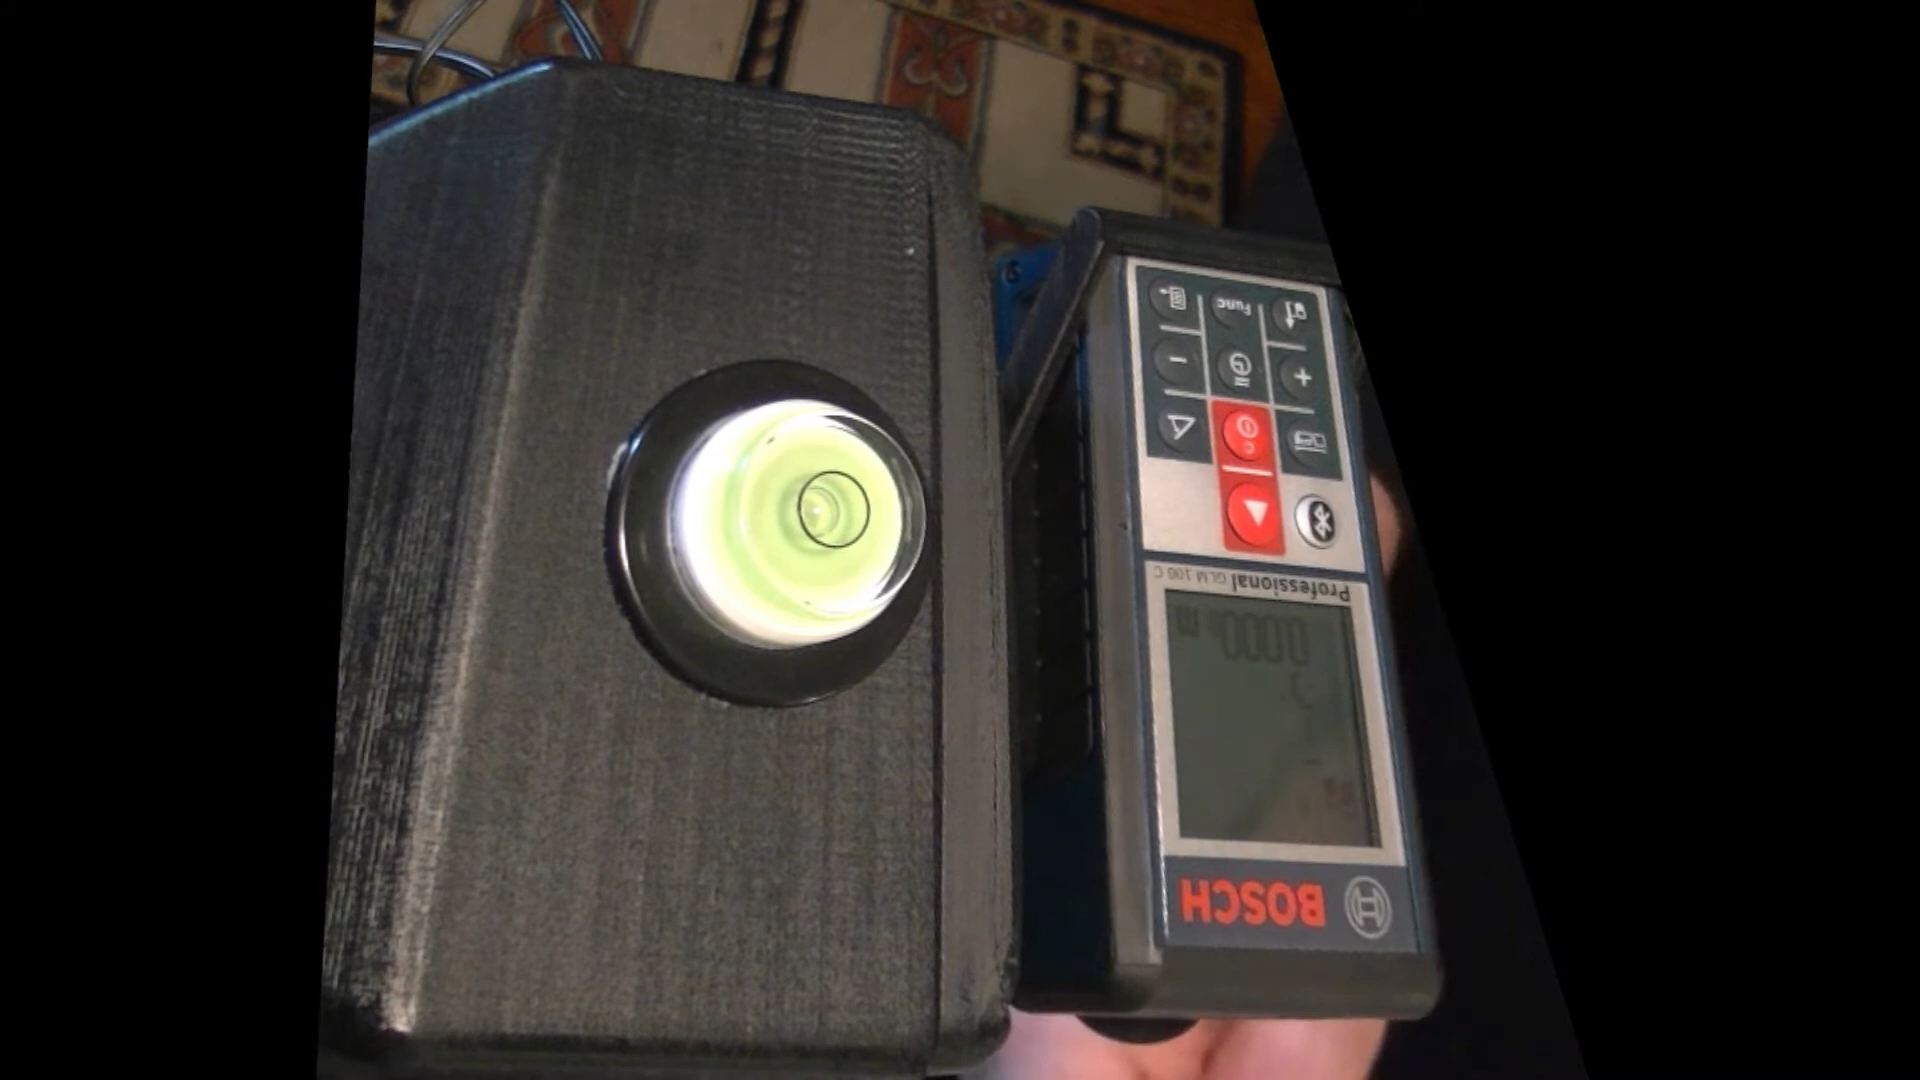 BOSCH
0.000 m
Professional GLM 100 C
C
Func